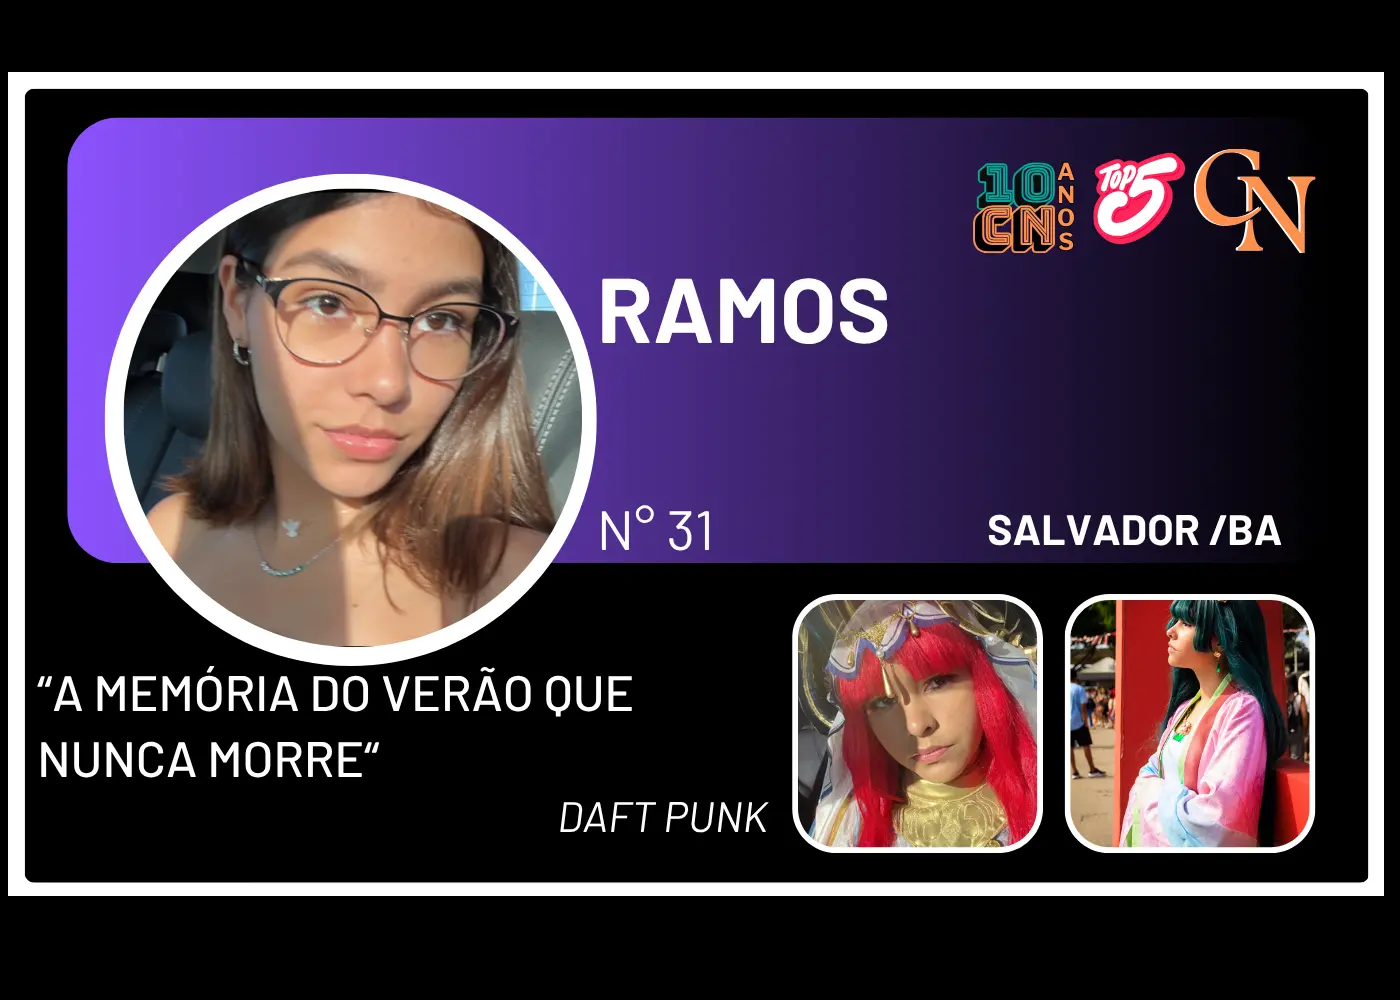 10 ANOS
CN
TOP 5
CN
RAMOS
N° 31
SALVADOR /BA
“A MEMÓRIA DO VERÃO QUE
NUNCA MORRE“
DAFT PUNK